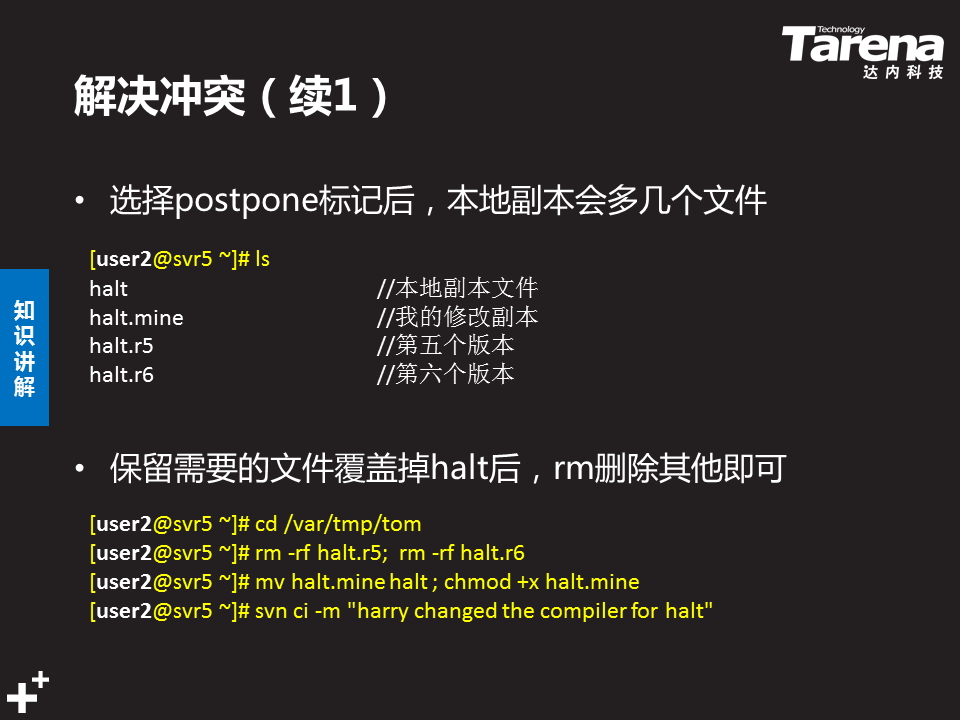 Technology
Tarena
达内科技
解决冲突（续1）
• 选择postpone标记后，本地副本会多几个文件
[user2@svr5 ~]# ls
halt //本地副本文件
halt.mine //我的修改副本
halt.r5 //第五个版本
halt.r6 //第六个版本
知识讲解
• 保留需要的文件覆盖掉halt后，rm删除其他即可
[user2@svr5 ~]# cd /var/tmp/tom
[user2@svr5 ~]# rm -rf halt.r5; rm -rf halt.r6
[user2@svr5 ~]# mv halt.mine halt ; chmod +x halt.mine
[user2@svr5 ~]# svn ci -m "harry changed the compiler for halt"